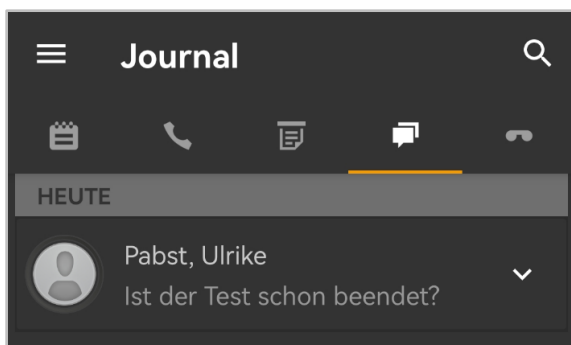 Journal
HEUTE
Pabst, Ulrike
Ist der Test schon beendet?